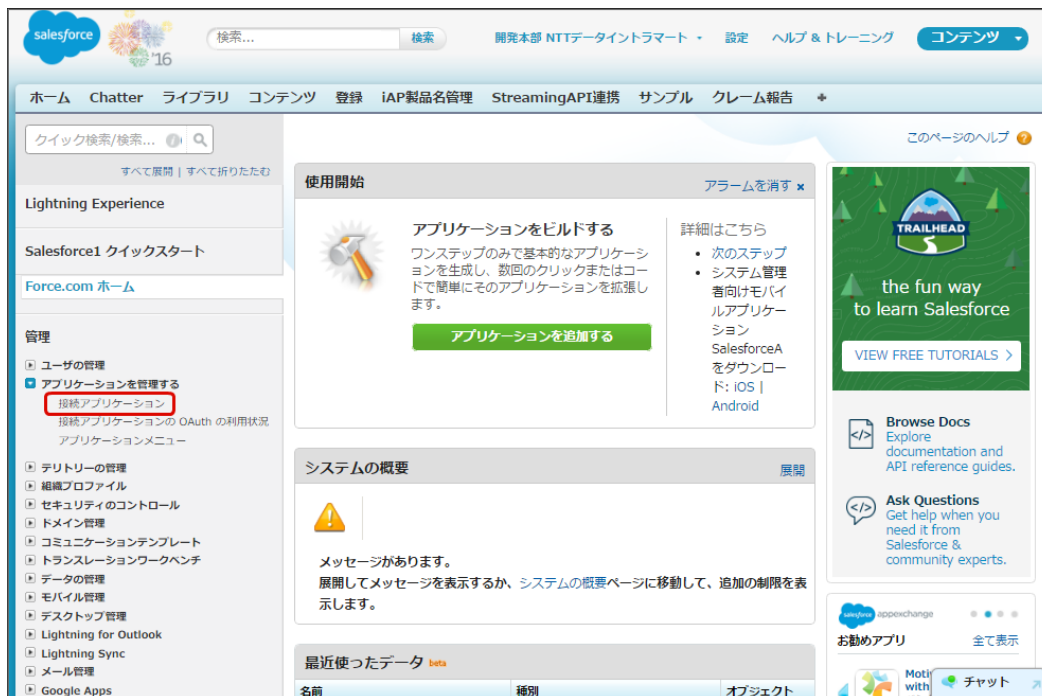 salesforce
'16
検索...
検索
開発本部 NTTデータイントラマート
設定
ヘルプ & トレーニング
コンテンツ
ホーム Chatter ライブラリ コンテンツ 登録 iAP製品名管理 StreamingAPI連携 サンプル クレーム報告 +
クイック検索/検索...
すべて展開 | すべて折りたたむ
Lightning Experience
Salesforce1 クイックスタート
Force.com ホーム
管理
ユーザの管理
アプリケーションを管理する
接続アプリケーション
接続アプリケーションの OAuth の利用状況
アプリケーションメニュー
テリトリーの管理
組織プロファイル
セキュリティのコントロール
ドメイン管理
コミュニケーションテンプレート
トランスレーションワークベンチ
データの管理
モバイル管理
デスクトップ管理
Lightning for Outlook
Lightning Sync
メール管理
Google Apps
このページのヘルプ ?
使用開始
アラームを消す ×
アプリケーションをビルドする
ワンステップのみで基本的なアプリケーシ
ョンを生成し、数回のクリックまたはコー
ドで簡単にそのアプリケーションを拡張し
ます。
アプリケーションを追加する
詳細はこちら
• 次のステップ
• システム管理
者向けモバイ
ルアプリケー
ション
SalesforceA
をダウンロー
ド: iOS |
Android
システムの概要
展開
メッセージがあります。
展開してメッセージを表示するか、システムの概要ページに移動して、追加の制限を表
示します。
最近使ったデータ beta
名前 種別 オブジェクト
TRAILHEAD
the fun way
to learn Salesforce
VIEW FREE TUTORIALS >
</>
Browse Docs
Explore
documentation and
API reference guides.
</>
Ask Questions
Get help when you
need it from
Salesforce &
community experts.
salesforce appexchange
お勧めアプリ
全て表示
with
チャット